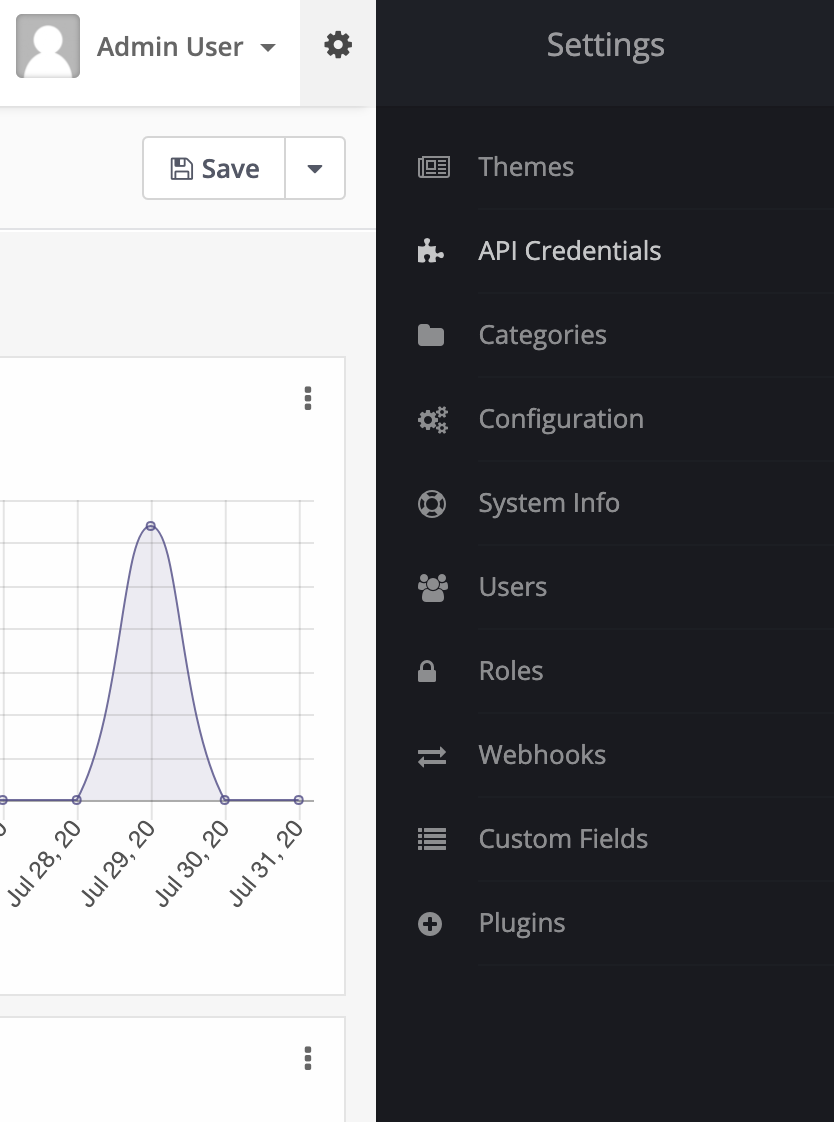 Admin User
Settings
Save
Themes
API Credentials
Categories
Configuration
System Info
Users
Roles
Webhooks
Custom Fields
Plugins
Jul 28, 20
Jul 29, 20
Jul 30, 20
Jul 31, 20